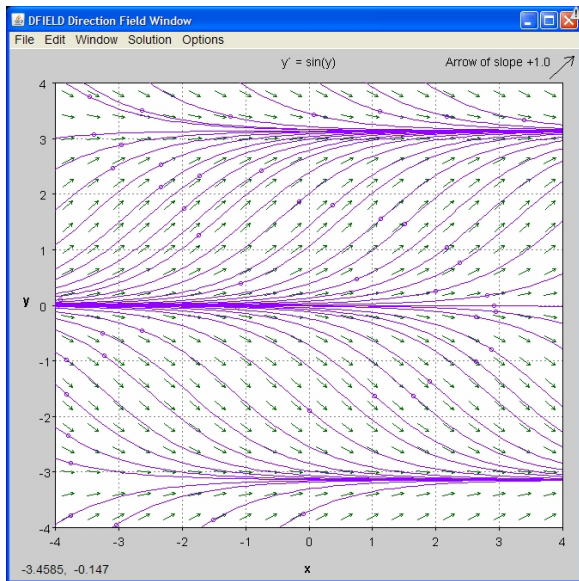 DFIELD Direction Field Window
File Edit Window Solution Options
y' = sin(y) Arrow of slope +1.0
4
3
2
1
y 0
-1
-2
-3
-4
-4 -3 -2 -1 0 1 2 3 4
-3.4585, -0.147 x